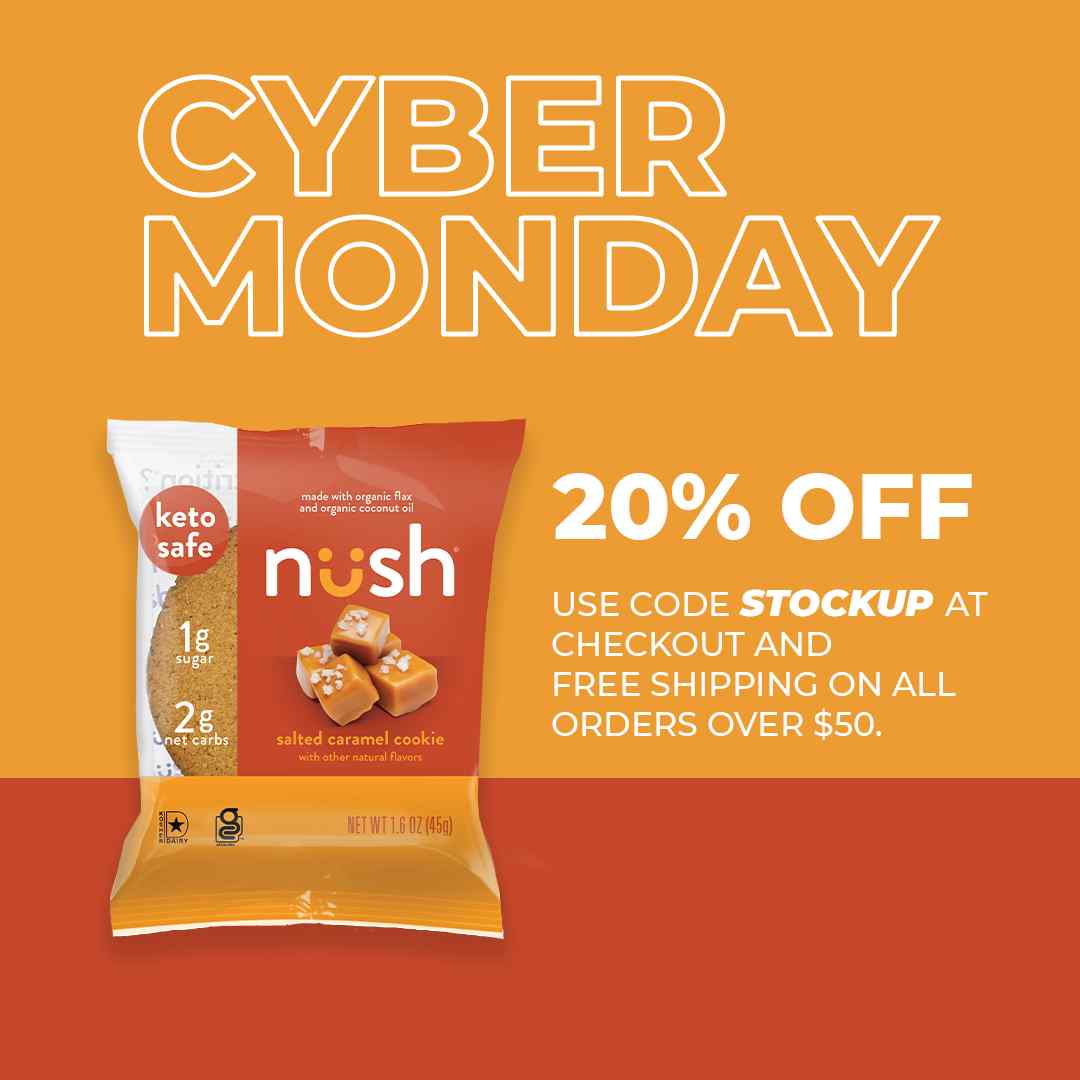 CYBER
MONDAY
20% OFF
USE CODE STOCKUP AT
CHECKOUT AND
FREE SHIPPING ON ALL
ORDERS OVER $50.
keto
safe
1g
sugar
2g
net carbs
made with organic flax
and organic coconut oil
nüsh
salted caramel cookie
with other natural flavors
KOSHER
D
DAIRY
g
NET WT 1.6 OZ (45g)